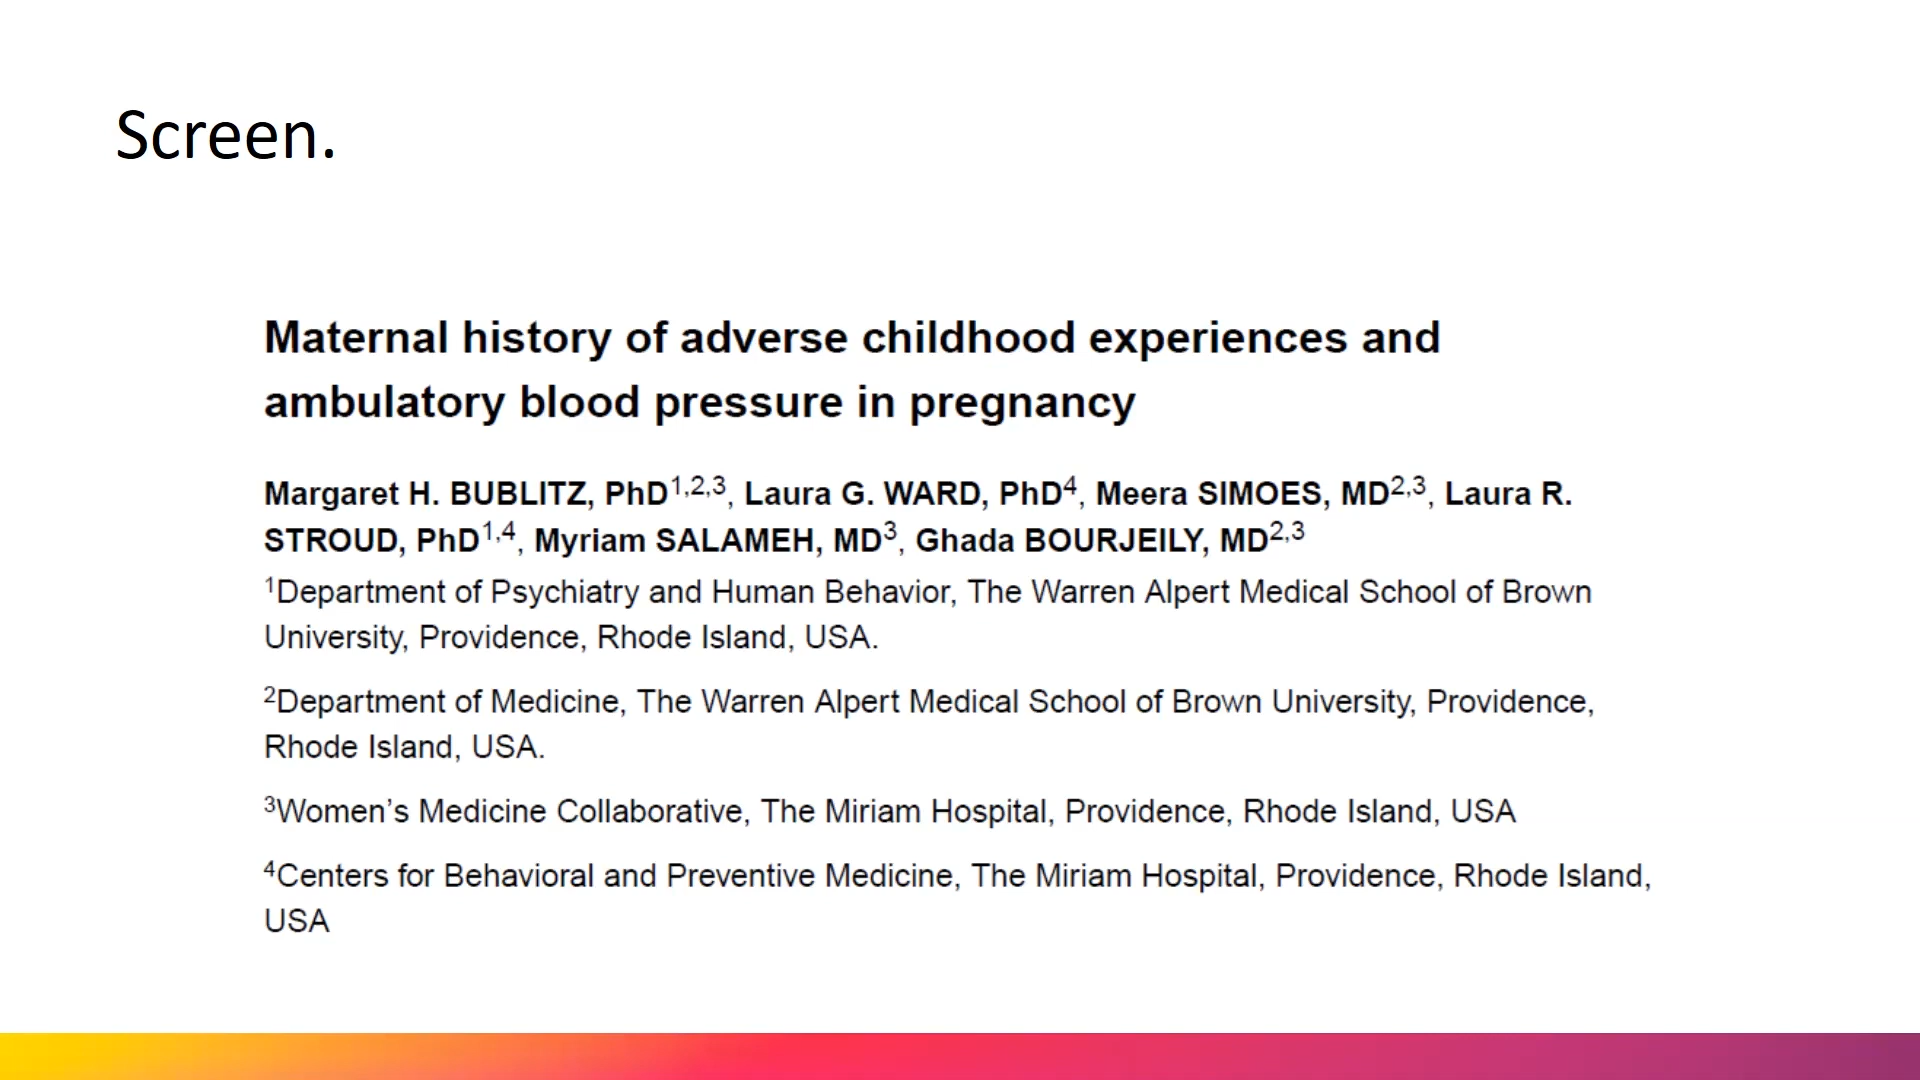 Screen.
Maternal history of adverse childhood experiences and
ambulatory blood pressure in pregnancy
Margaret H. BUBLITZ, PhD1,2,3, Laura G. WARD, PhD4, Meera SIMOES, MD2,3, Laura R.
STROUD, PhD1,4, Myriam SALAMEH, MD3, Ghada BOURJEILY, MD2,3
1Department of Psychiatry and Human Behavior, The Warren Alpert Medical School of Brown
University, Providence, Rhode Island, USA.
2Department of Medicine, The Warren Alpert Medical School of Brown University, Providence,
Rhode Island, USA.
3Women’s Medicine Collaborative, The Miriam Hospital, Providence, Rhode Island, USA
4Centers for Behavioral and Preventive Medicine, The Miriam Hospital, Providence, Rhode Island,
USA